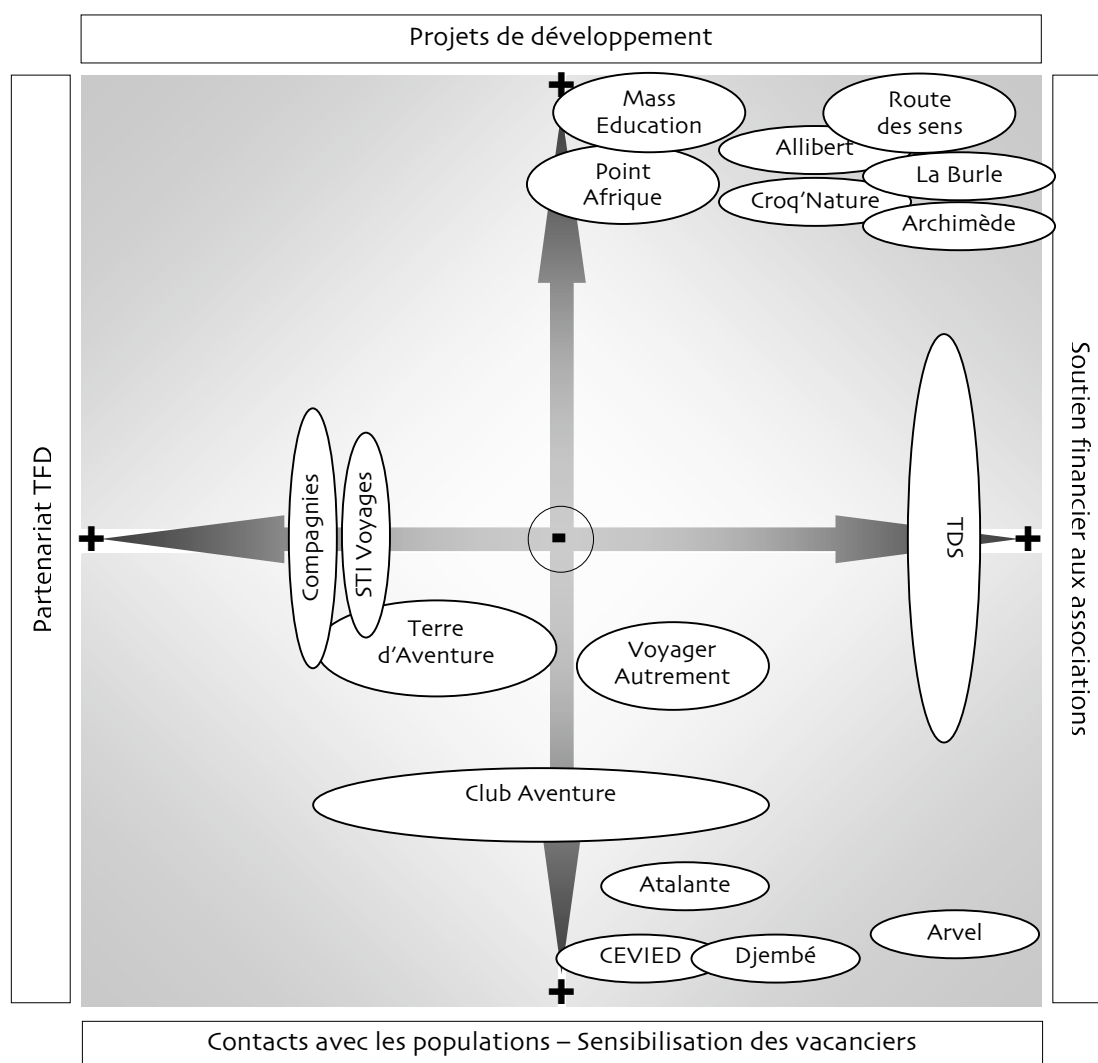 Projets de développement
+
Mass
Education
Route
des sens
Allibert
Point
Afrique
La Burle
Croq'Nature
Archimède
Partenariat TFD
Soutien financier aux associations
Compagnies
STI Voyages
TDS
+
-
+
Terre
d'Aventure
Voyager
Autrement
Club Aventure
Atalante
Arvel
CEVIED
Djembé
+
Contacts avec les populations – Sensibilisation des vacanciers